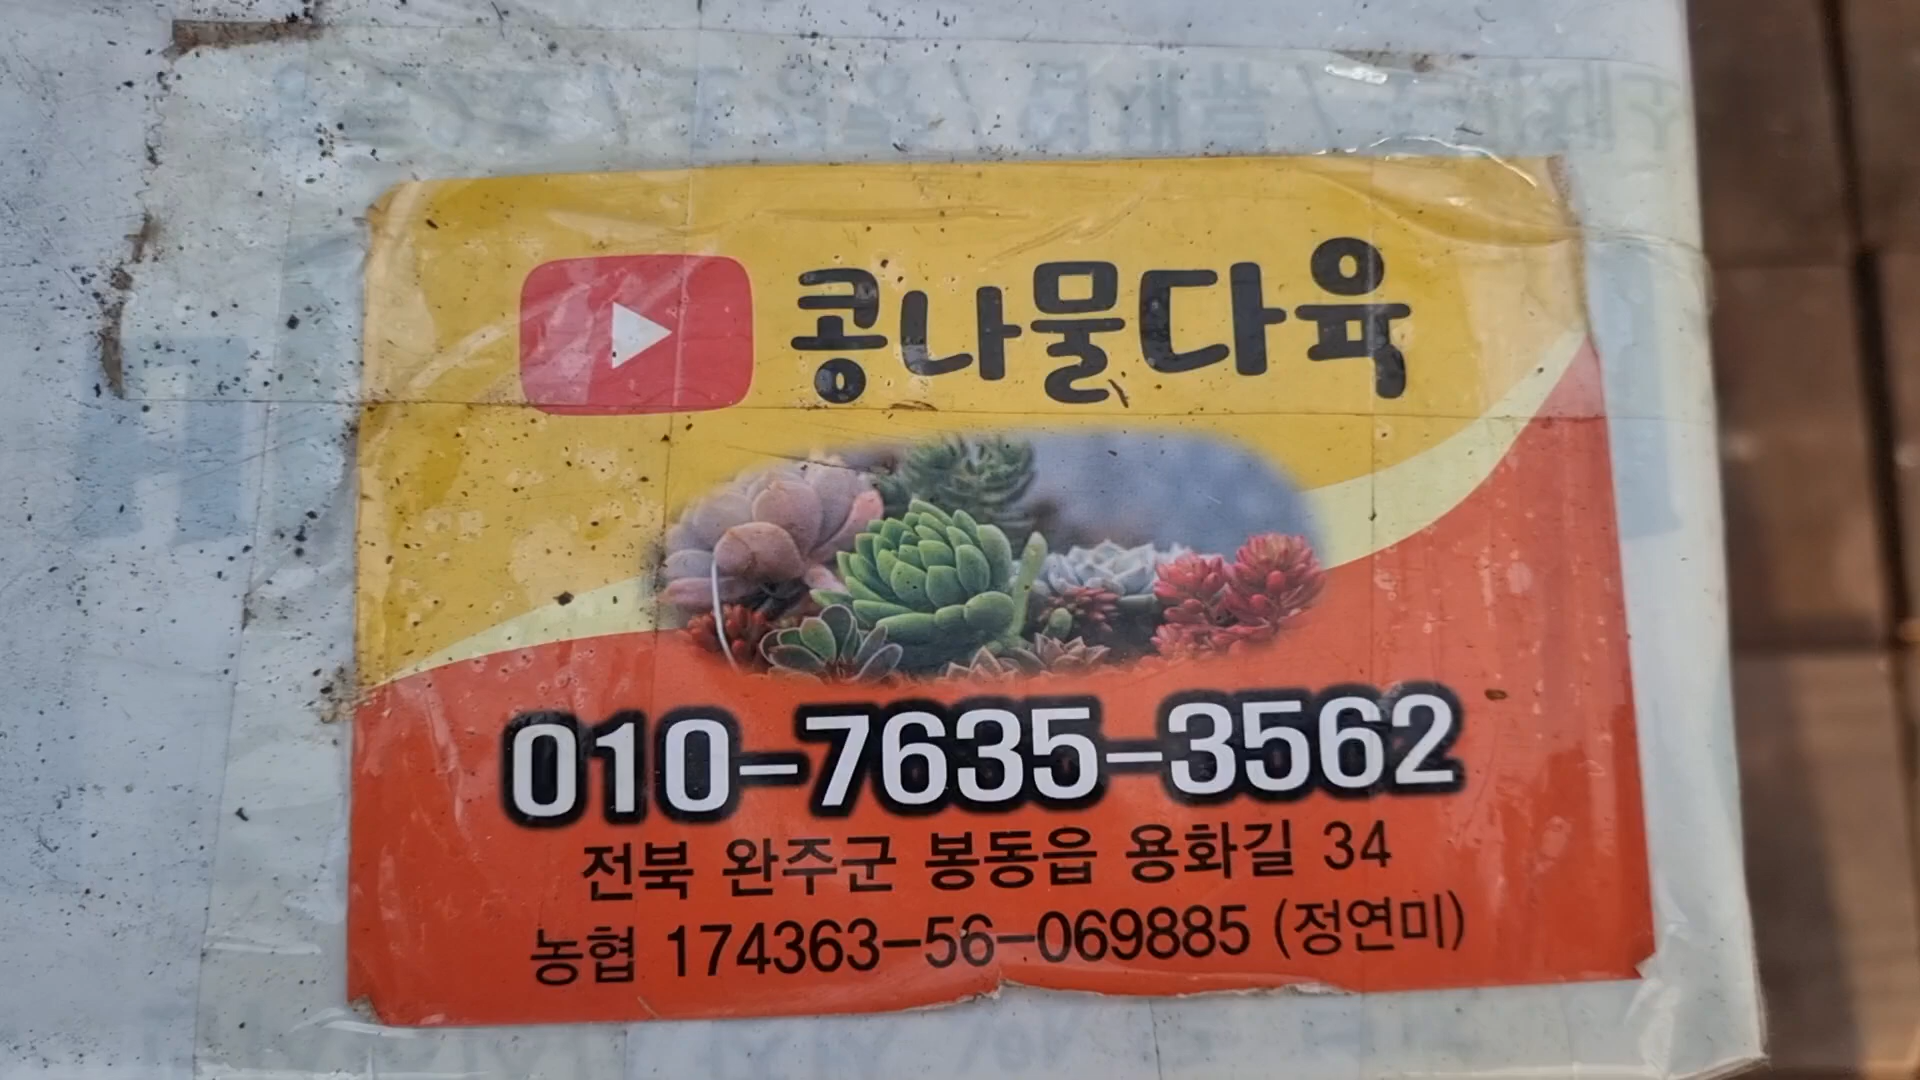 콩나물다육
010-7635-3562
전북 완주군 봉동읍 용화길 34
농협 174363-56-069885 (정연미)